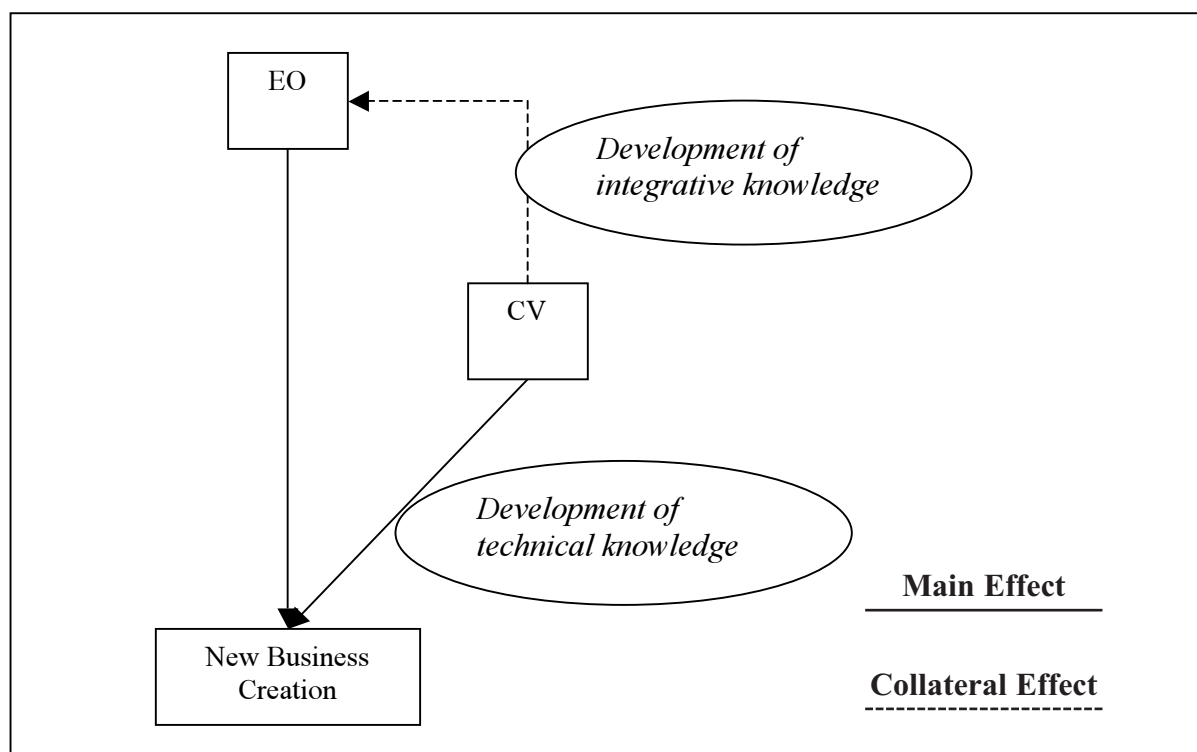 EO
Development of
integrative knowledge
CV
Development of
technical knowledge
Main Effect
New Business
Creation
Collateral Effect